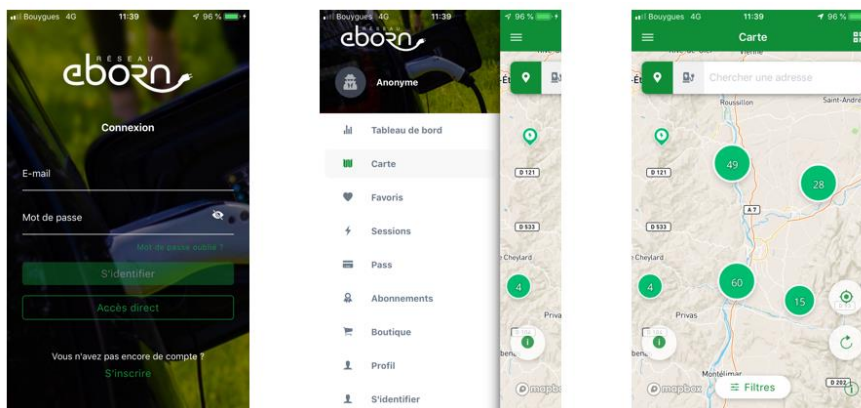 Bouygues 4G 11:39 96 %
RÉSEAU
eborn
Connexion
E-mail
Mot de passe
Mot de passe oublié ?
S'identifier
Accès direct
Vous n'avez pas encore de compte ?
S'inscrire
Bouygues 4G 11:39 96 %
eborn
Anonyme
Tableau de bord
Carte
Favoris
Sessions
Pass
Abonnements
Boutique
Profil
S'identifier
D 121
D 533
Cheylard
4
Priva
mapbo
Bouygues 4G 11:39 96 %
Carte
Chercher une adresse
Roussillon
Saint-André
49
D 121
28
A 7
D 533
Cheylard
4
60
15
Privas
Montélimar
mapbox
Filtres
D 202